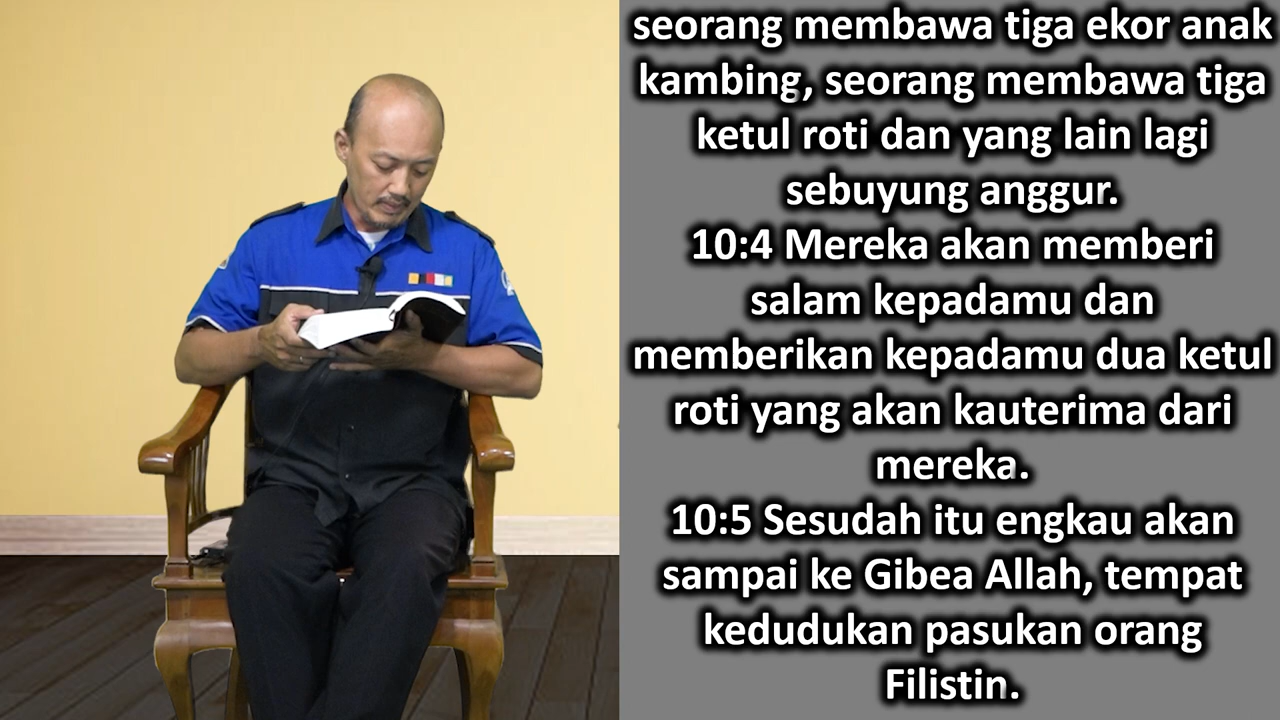 seorang membawa tiga ekor anak
kambing, seorang membawa tiga
ketul roti dan yang lain lagi
sebuyung anggur.
10:4 Mereka akan memberi
salam kepadamu dan
memberikan kepadamu dua ketul
roti yang akan kauterima dari
mereka.
10:5 Sesudah itu engkau akan
sampai ke Gibea Allah, tempat
kedudukan pasukan orang
Filistin.